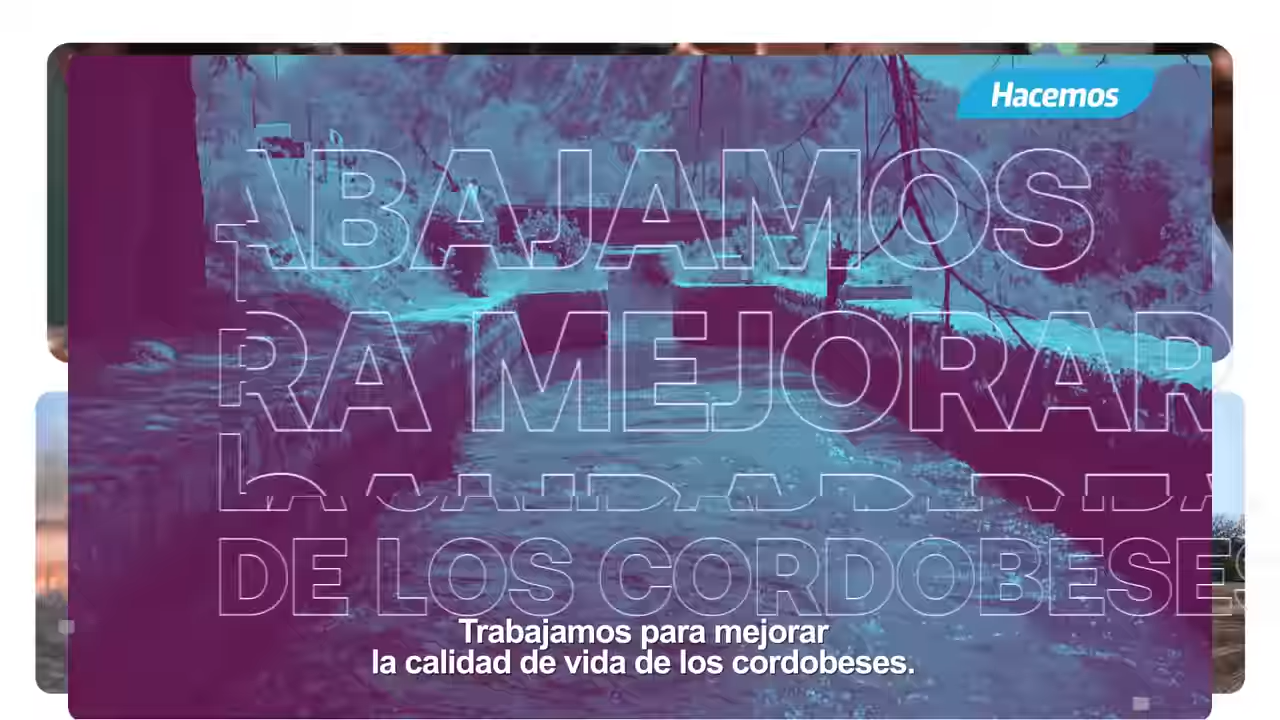 Hacemos
ABAJAMOS
RA MEJORAR
DE LOS CORDOBESES
Trabajamos para mejorar
la calidad de vida de los cordobeses.